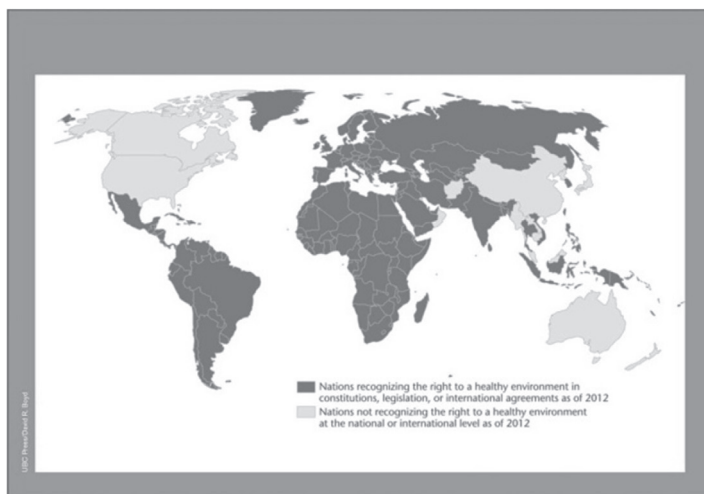 Nations recognizing the right to a healthy environment in
constitutions, legislation, or international agreements as of 2012
Nations not recognizing the right to a healthy environment
at the national or international level as of 2012
UBC Press/David R. Boyd